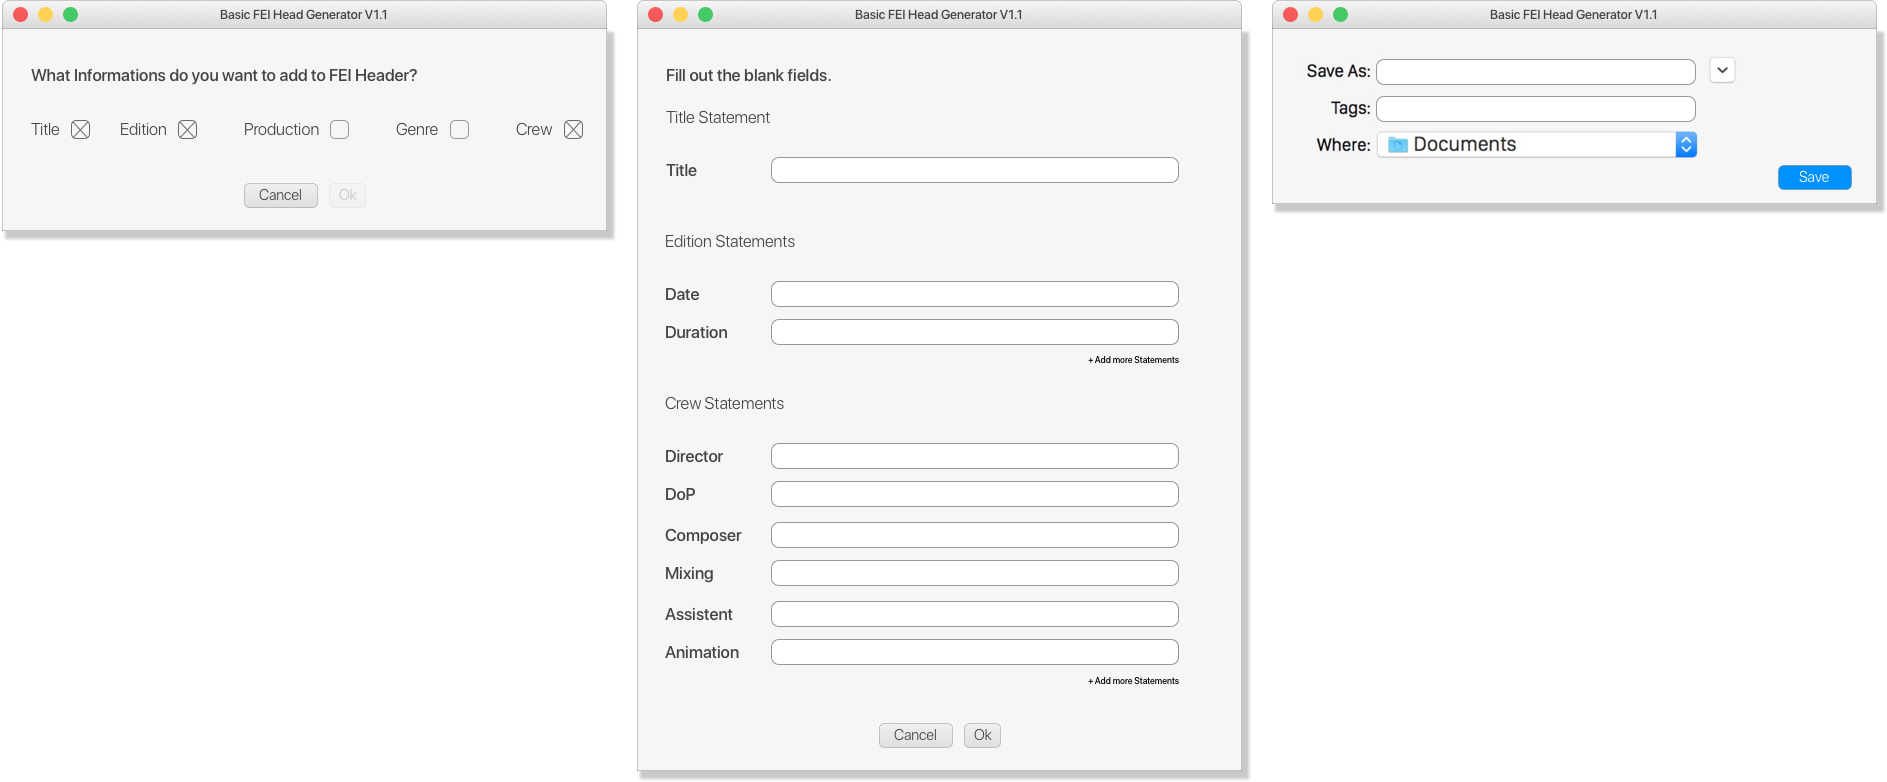 Basic FEI Head Generator V1.1
What Informations do you want to add to FEI Header?
Title Edition Production Genre Crew
Cancel Ok
Basic FEI Head Generator V1.1
Fill out the blank fields.
Title Statement
Title
Edition Statements
Date
Duration
+ Add more Statements
Crew Statements
Director
DoP
Composer
Mixing
Assistent
Animation
+ Add more Statements
Cancel Ok
Basic FEI Head Generator V1.1
Save As:
Tags:
Where: Documents
Save